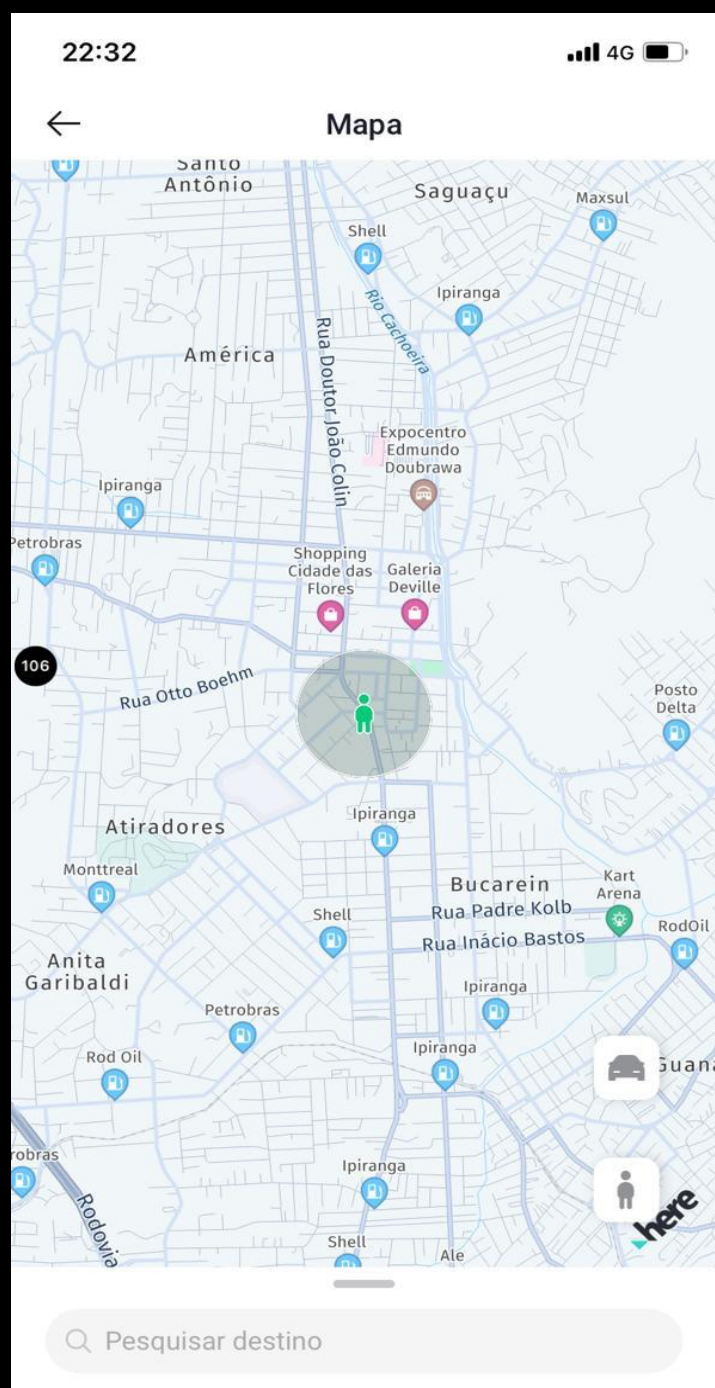 22:32
4G
Mapa
Santo
Antônio
Saguaçu
Maxsul
Shell
Ipiranga
Rio Cachoeira
América
Rua Doutor João Colin
Expocentro
Edmundo
Doubrawa
Ipiranga
Petrobras
Shopping
Cidade das
Flores
Galeria
Deville
106
Rua Otto Boehm
Posto
Delta
Ipiranga
Atiradores
Monttreal
Bucarein
Kart
Arena
Rua Padre Kolb
Shell
Rua Inácio Bastos
RodOil
Anita
Garibaldi
Ipiranga
Petrobras
Ipiranga
Rod Oil
Guana
robras
Ipiranga
here
Rodovia
Shell
Ale
Pesquisar destino